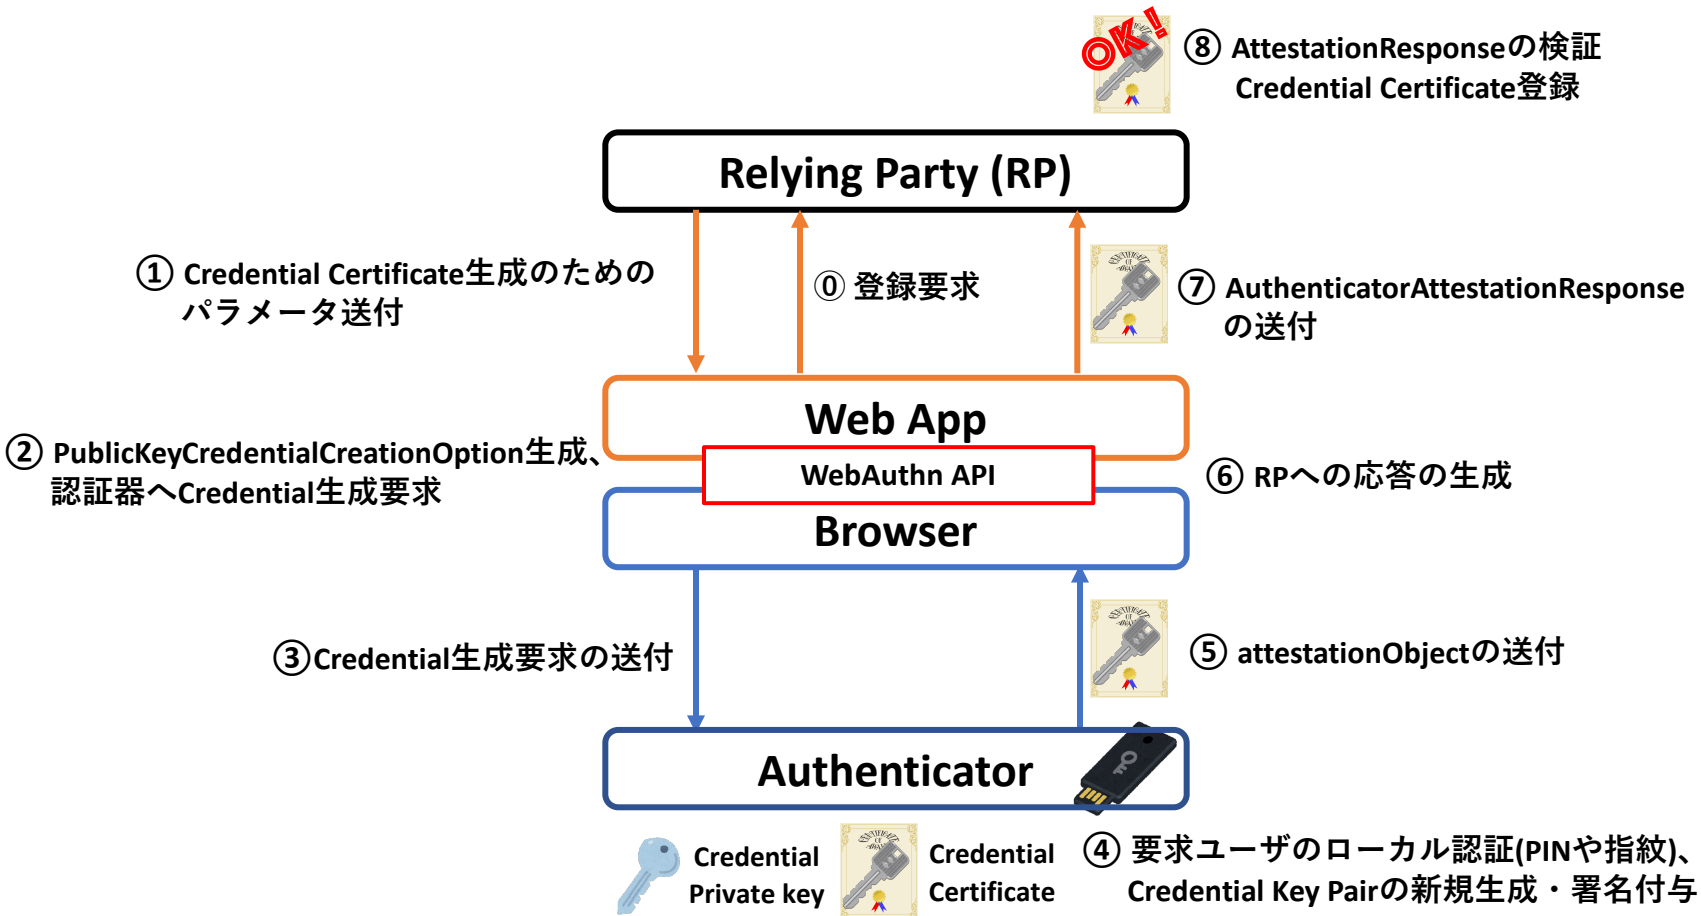 OK!
⑧ AttestationResponseの検証
Credential Certificate登録
Relying Party (RP)
① Credential Certificate生成のための
パラメータ送付
⓪ 登録要求
⑦ AuthenticatorAttestationResponse
の送付
Web App
② PublicKeyCredentialCreationOption生成、
認証器へCredential生成要求
WebAuthn API
⑥ RPへの応答の生成
Browser
③Credential生成要求の送付
⑤ attestationObjectの送付
Authenticator
Credential
Private key
Credential
Certificate
④ 要求ユーザのローカル認証(PINや指紋)、
Credential Key Pairの新規生成・署名付与